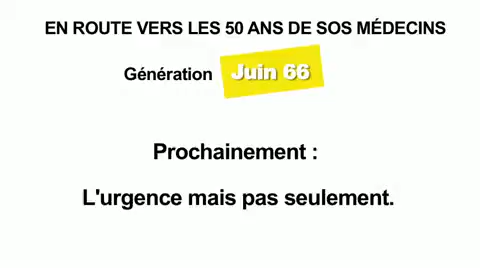 EN ROUTE VERS LES 50 ANS DE SOS MÉDECINS
Génération Juin 66
Prochainement :
L'urgence mais pas seulement.